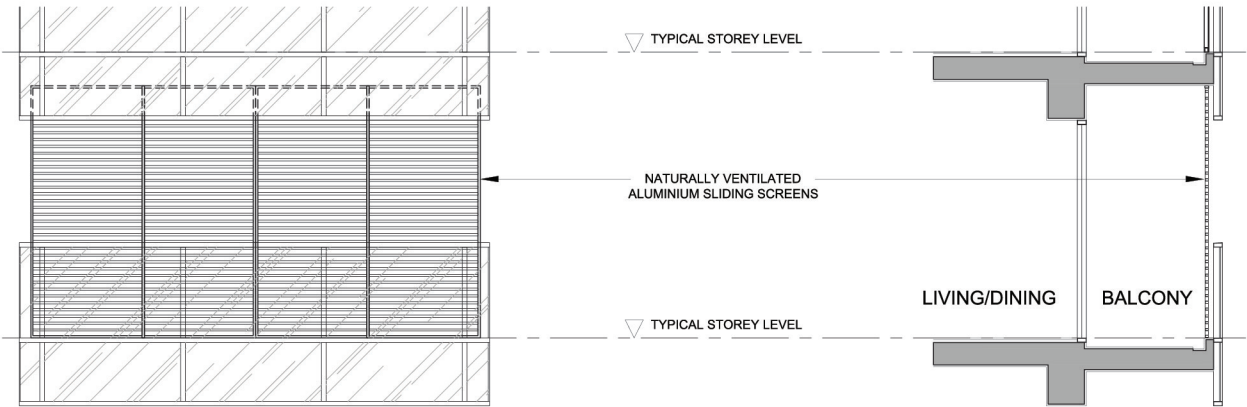 TYPICAL STOREY LEVEL
NATURALLY VENTILATED
ALUMINIUM SLIDING SCREENS
LIVING/DINING
BALCONY
TYPICAL STOREY LEVEL